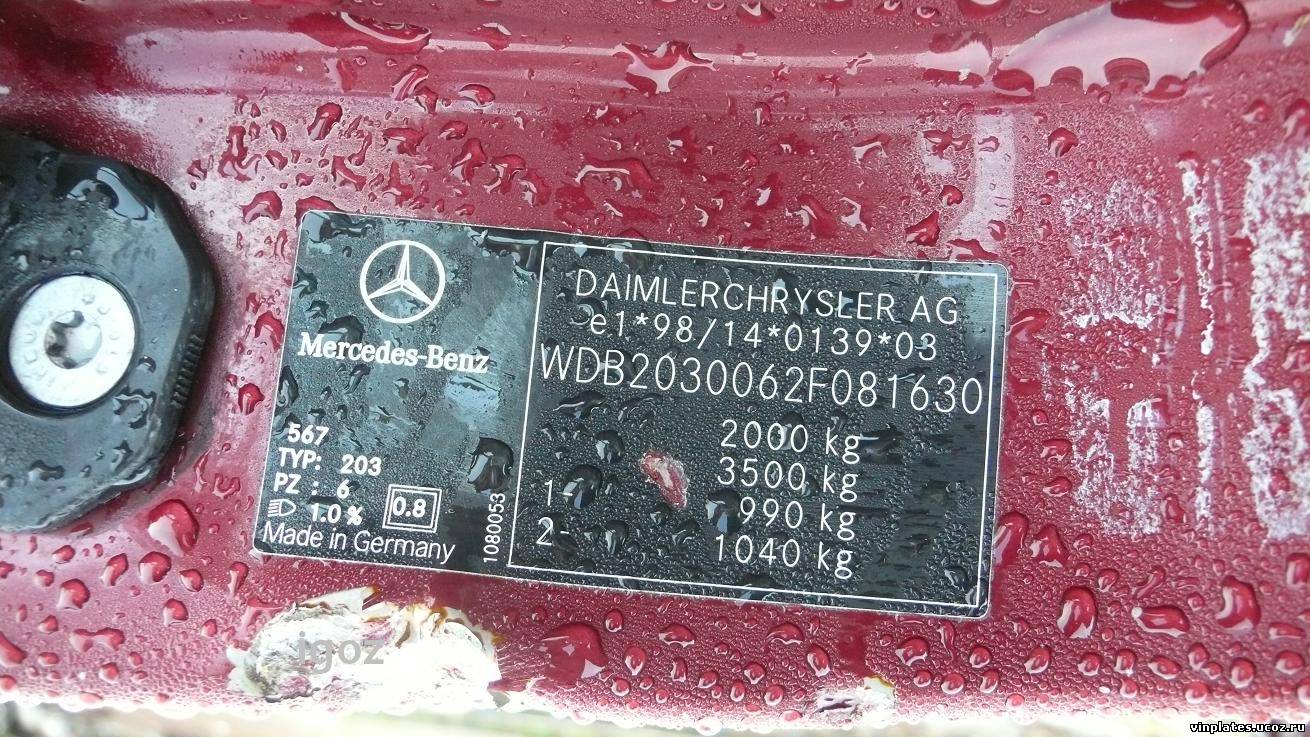 Mercedes-Benz
567
TYP: 203
PZ : 6
1.0 %
0.8
Made in Germany
1080053
DAIMLERCHRYSLER AG
e1*98/14*0139*03
WDB2030062F081630
2000 kg
3500 kg
1- 990 kg
2- 1040 kg
igoz
vinplates.ucoz.ru